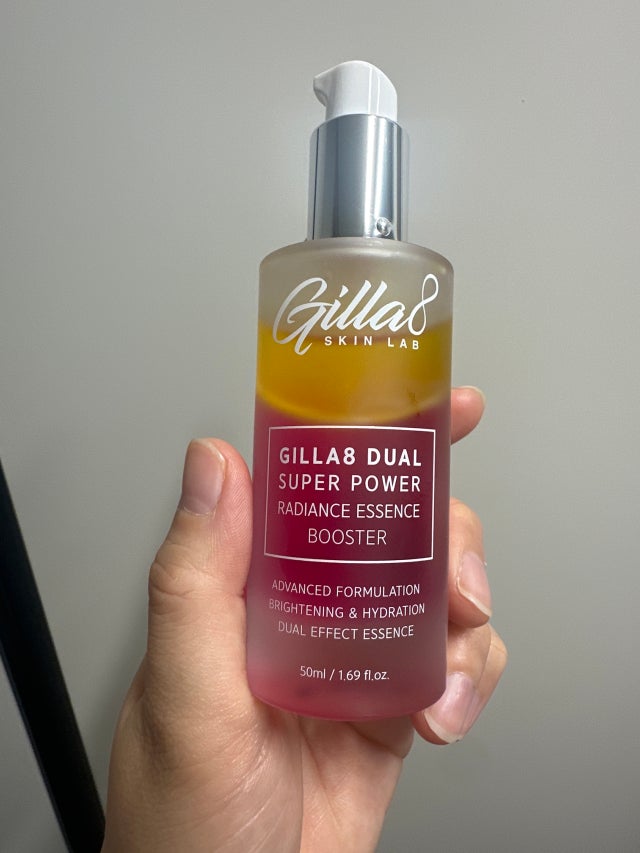 Gilla8
SKIN LAB
GILLA8 DUAL
SUPER POWER
RADIANCE ESSENCE
BOOSTER
ADVANCED FORMULATION
BRIGHTENING & HYDRATION
DUAL EFFECT ESSENCE
50ml / 1.69 fl.oz.